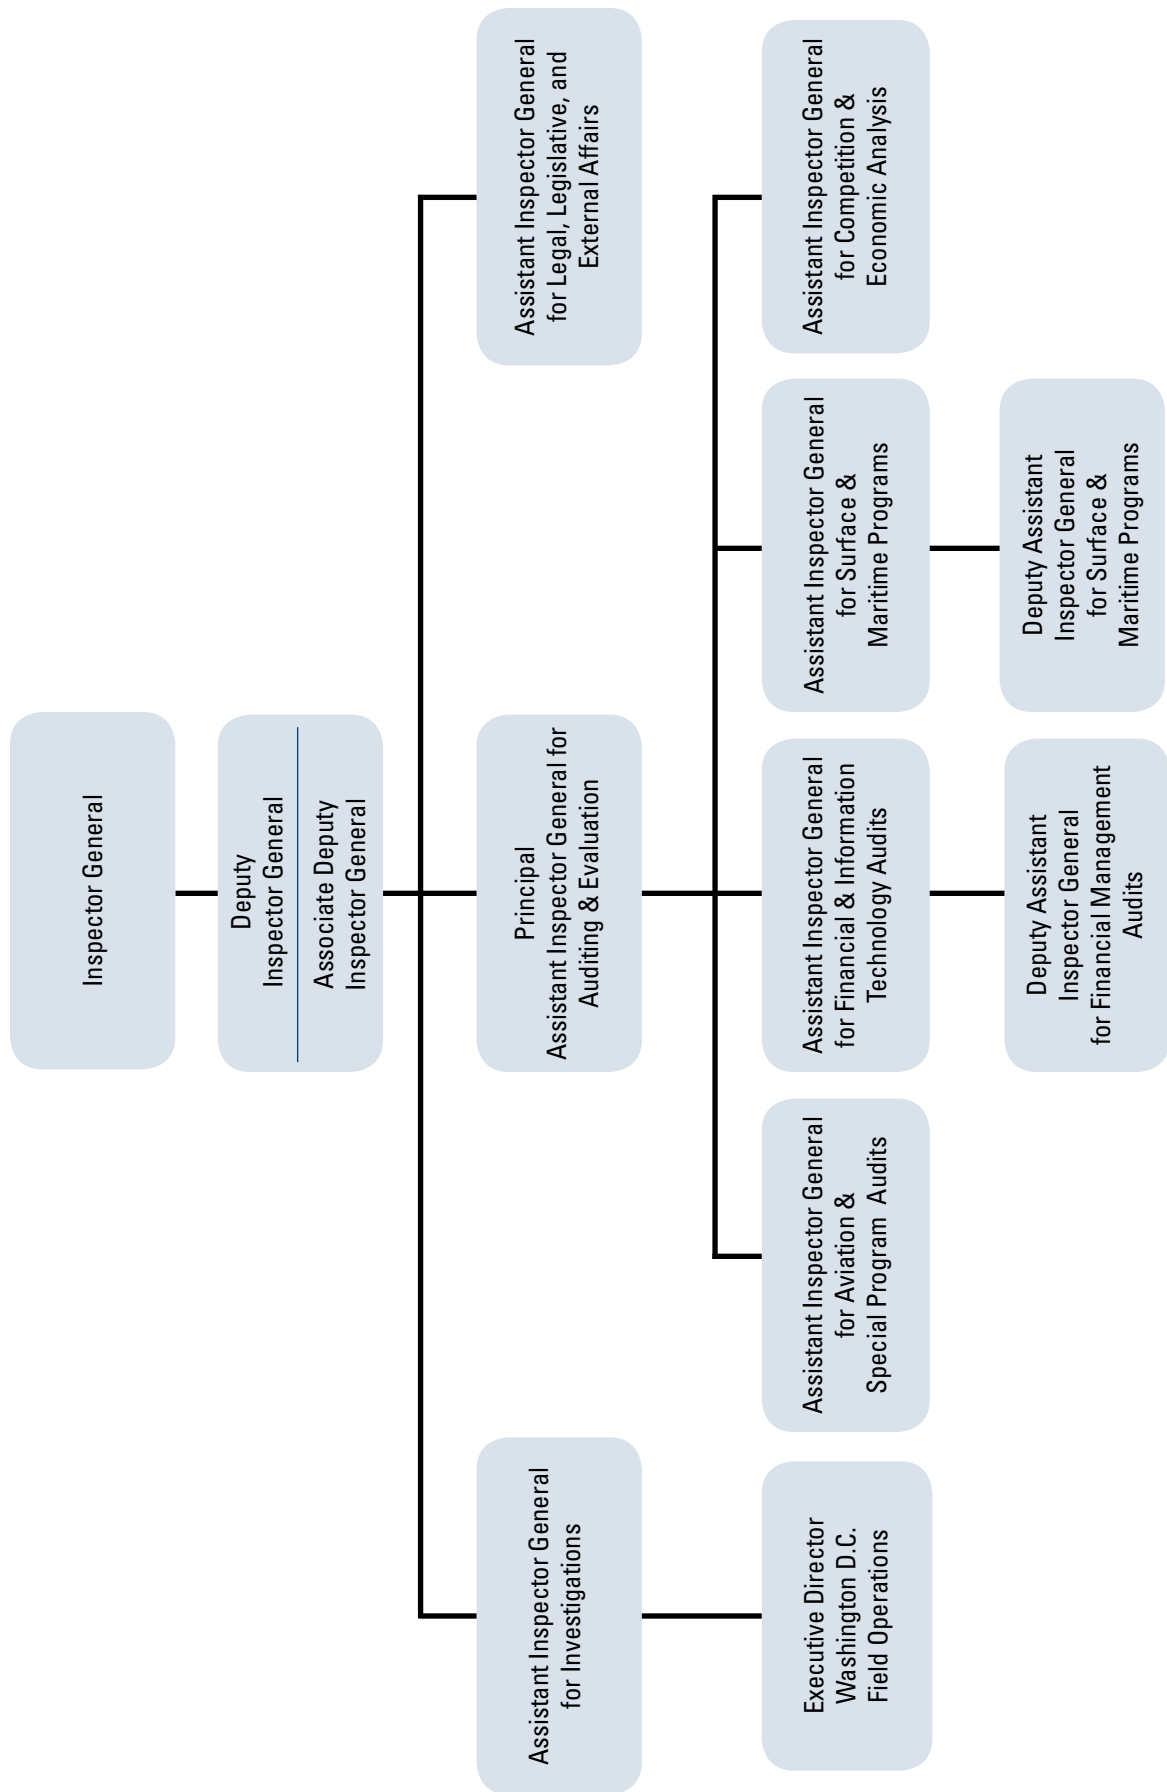 Inspector General
Deputy
Inspector General
Associate Deputy
Inspector General
Assistant Inspector General
for Investigations
Principal
Assistant Inspector General for
Auditing & Evaluation
Assistant Inspector General
for Legal, Legislative, and
External Affairs
Executive Director
Washington D.C.
Field Operations
Assistant Inspector General
for Aviation &
Special Program Audits
Assistant Inspector General
for Financial & Information
Technology Audits
Assistant Inspector General
for Surface &
Maritime Programs
Assistant Inspector General
for Competition &
Economic Analysis
Deputy Assistant
Inspector General
for Financial Management
Audits
Deputy Assistant
Inspector General
for Surface &
Maritime Programs